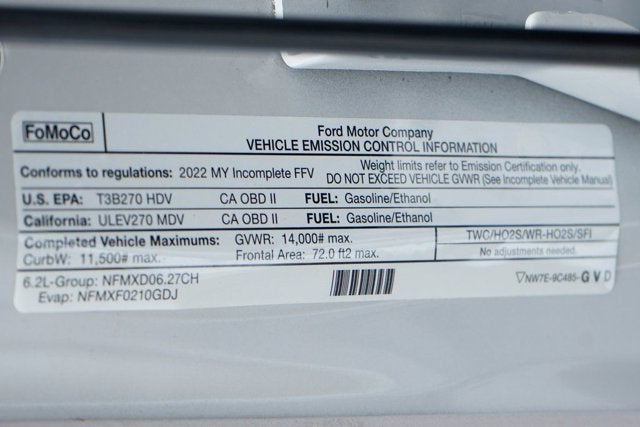 FoMoCo
Ford Motor Company
VEHICLE EMISSION CONTROL INFORMATION
Conforms to regulations: 2022 MY Incomplete FFV
Weight limits refer to Emission Certification only.
DO NOT EXCEED VEHICLE GVWR (See Incomplete Vehicle Manual)
U.S. EPA: T3B270 HDV CA OBD II FUEL: Gasoline/Ethanol
California: ULEV270 MDV CA OBD II FUEL: Gasoline/Ethanol
Completed Vehicle Maximums: GVWR: 14,000# max.
CurbW: 11,500# max. Frontal Area: 72.0 ft2 max.
TWC/HO2S/WR-HO2S/SFI
No adjustments needed.
6.2L-Group: NFMXD06.27CH
Evap: NFMXF0210GDJ
NW7E-9C485-GVD